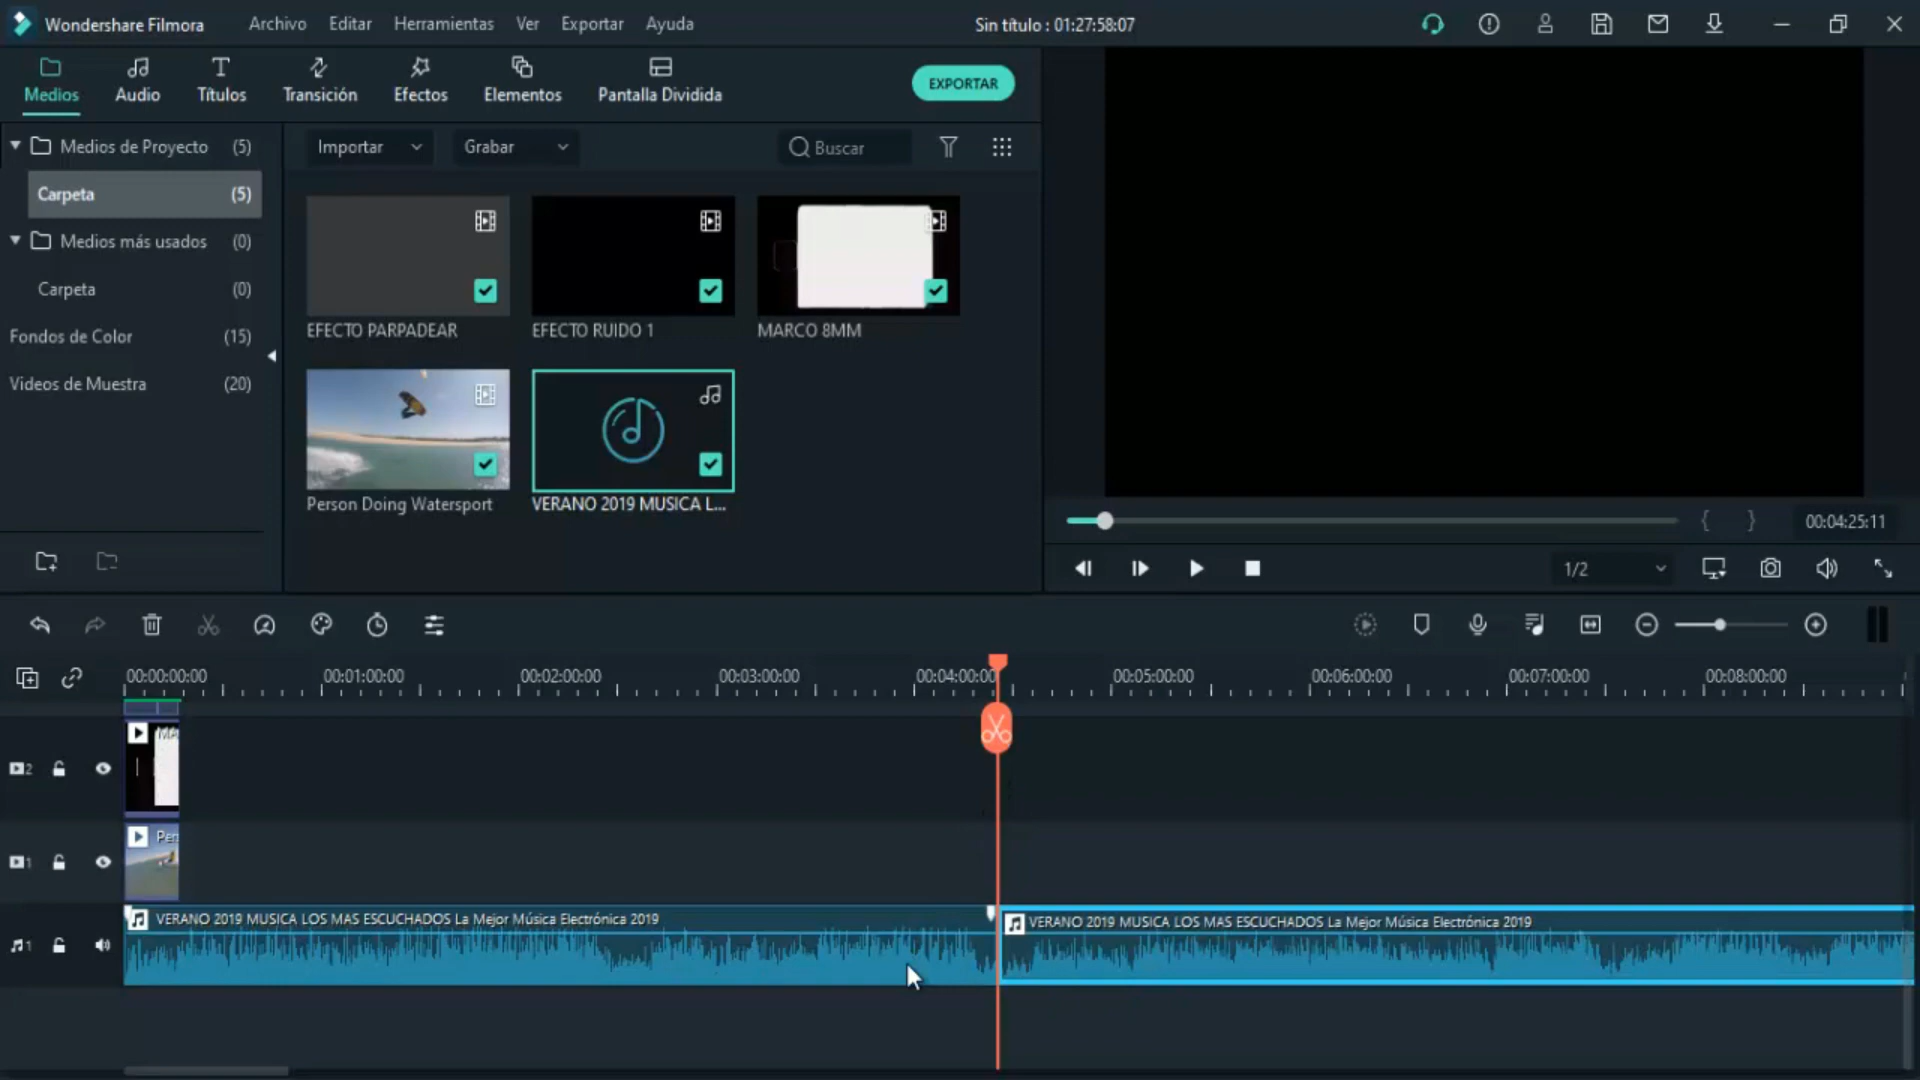 Wondershare Filmora
Archivo
Editar
Herramientas
Ver
Exportar
Ayuda
Sin título : 01:27:58:07
Medios
Audio
Títulos
Transición
Efectos
Elementos
Pantalla Dividida
EXPORTAR
Medios de Proyecto (5)
Carpeta (5)
Medios más usados (0)
Carpeta (0)
Fondos de Color (15)
Videos de Muestra (20)
Importar
Grabar
Buscar
EFECTO PARPADEAR
EFECTO RUIDO 1
MARCO 8MM
Person Doing Watersport
VERANO 2019 MUSICA L...
{ }
00:04:25:11
1/2
00:00:00:00
00:01:00:00
00:02:00:00
00:03:00:00
00:04:00:00
00:05:00:00
00:06:00:00
00:07:00:00
00:08:00:00
2
MA
1
Per
1
VERANO 2019 MUSICA LOS MAS ESCUCHADOS La Mejor Música Electrónica 2019
VERANO 2019 MUSICA LOS MAS ESCUCHADOS La Mejor Música Electrónica 2019